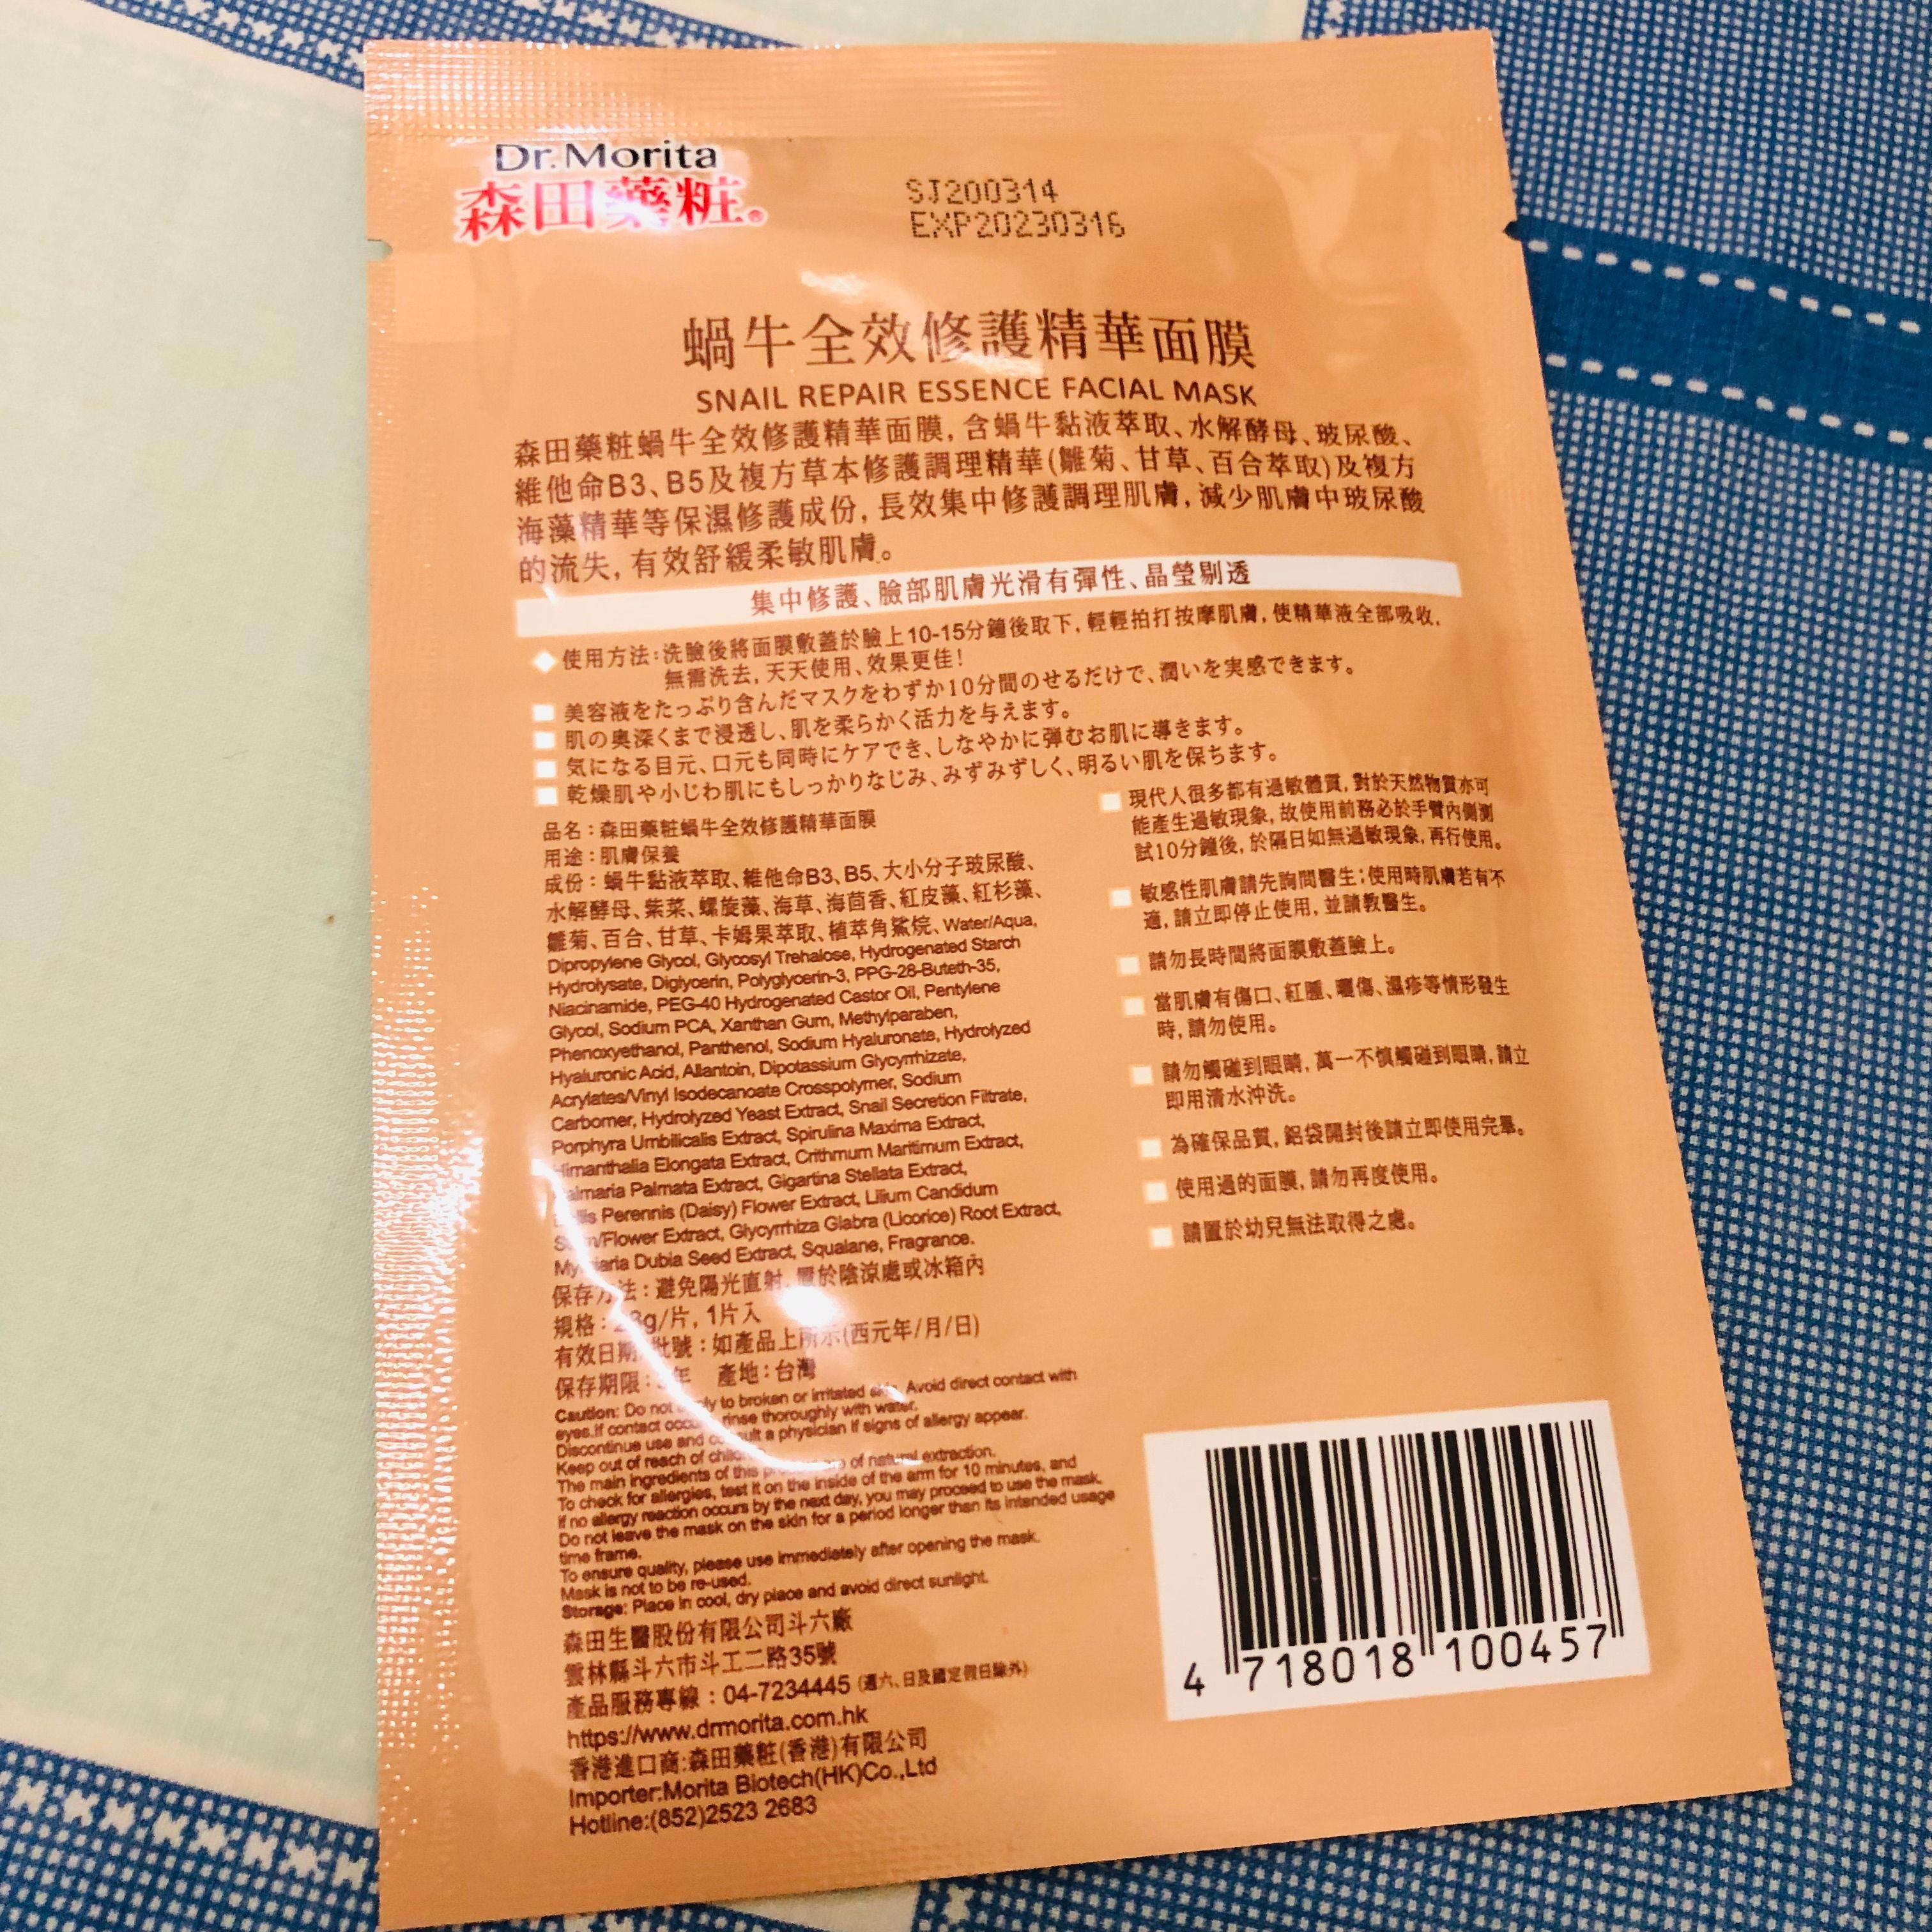 Dr.Morita
森田藥粧®
SJ200314
EXP20230316
蝸牛全效修護精華面膜
SNAIL REPAIR ESSENCE FACIAL MASK
森田藥粧蝸牛全效修護精華面膜，含蝸牛黏液萃取、水解酵母、玻尿酸、
維他命B3、B5及複方草本修護調理精華(雛菊、甘草、百合萃取)及複方
海藻精華等保濕修護成份，長效集中修護調理肌膚，減少肌膚中玻尿酸
的流失，有效舒緩柔敏肌膚。
集中修護、臉部肌膚光滑有彈性、晶瑩剔透
使用方法：洗臉後將面膜敷蓋於臉上10-15分鐘後取下，輕輕拍打按摩肌膚，使精華液全部吸收，
無需洗去，天天使用、效果更佳！
美容液をたっぷり含んだマスクをわずか10分間のせるだけで、潤いを実感できます。
肌の奥深くまで浸透し、肌を柔らかく活力を与えます。
気になる目元、口元も同時にケアでき、しなやかに弾むお肌に導きます。
乾燥肌や小じわ肌にもしっかりなじみ、みずみずしく、明るい肌を保ちます。
品名：森田藥粧蝸牛全效修護精華面膜
用途：肌膚保養
成份：蝸牛黏液萃取、維他命B3、B5、大小分子玻尿酸、
水解酵母、紫菜、螺旋藻、海草、海茴香、紅皮藻、紅杉藻、
雛菊、百合、甘草、卡姆果萃取、植萃角鯊烷、Water/Aqua,
Dipropylene Glycol, Glycosyl Trehalose, Hydrogenated Starch
Hydrolysate, Diglycerin, Polyglycerin-3, PPG-28-Buteth-35,
Niacinamide, PEG-40 Hydrogenated Castor Oil, Pentylene
Glycol, Sodium PCA, Xanthan Gum, Methylparaben,
Phenoxyethanol, Panthenol, Sodium Hyaluronate, Hydrolyzed
Hyaluronic Acid, Allantoin, Dipotassium Glycyrrhizate,
Acrylates/Vinyl Isodecanoate Crosspolymer, Sodium
Carbomer, Hydrolyzed Yeast Extract, Snail Secretion Filtrate,
Porphyra Umbilicalis Extract, Spirulina Maxima Extract,
Himanthalia Elongata Extract, Crithmum Maritimum Extract,
Palmaria Palmata Extract, Gigartina Stellata Extract,
Perennis (Daisy) Flower Extract, Lilium Candidum
Flower Extract, Glycyrrhiza Glabra (Licorice) Root Extract,
Dubia Seed Extract, Squalane, Fragrance.
保存方法：避免陽光直射，置於陰涼處或冰箱內
規格：g/片, 1片入
有效日期 批號：如產品上所示(西元年/月/日)
保存期限：年 產地：台灣
Caution: Do not to broken or irritated Avoid direct contact with
eyes.If contact rinse thoroughly with water.
Discontinue use and consult a physician if signs of allergy appear.
Keep out of reach of
The main ingredients of this of natural extraction.
To check for allergies, test it on the inside of the arm for 10 minutes, and
if no allergy reaction occurs by the next day, you may proceed to use the mask.
Do not leave the mask on the skin for a period longer than its intended usage
time frame.
To ensure quality, please use immediately after opening the mask.
Mask is not to be re-used.
Storage: Place in cool, dry place and avoid direct sunlight.
森田生醫股份有限公司斗六廠
雲林縣斗六市斗工二路35號
產品服務專線：04-7234445 (週六、日及國定假日除外)
https://www.drmorita.com.hk
香港進口商:森田藥粧(香港)有限公司
Importer:Morita Biotech(HK)Co.,Ltd
Hotline:(852)2523 2683
現代人很多都有過敏體質，對於天然物質亦可
能產生過敏現象，故使用前務必於手臂內側測
試10分鐘後，於隔日如無過敏現象，再行使用。
敏感性肌膚請先詢問醫生；使用時肌膚若有不
適，請立即停止使用，並請教醫生。
請勿長時間將面膜敷蓋臉上。
當肌膚有傷口、紅腫、曬傷、濕疹等情形發生
時，請勿使用。
請勿觸碰到眼睛，萬一不慎觸碰到眼睛，請立
即用清水沖洗。
為確保品質，鋁袋開封後請立即使用完畢。
使用過的面膜，請勿再度使用。
請置於幼兒無法取得之處。
4 718018 100457